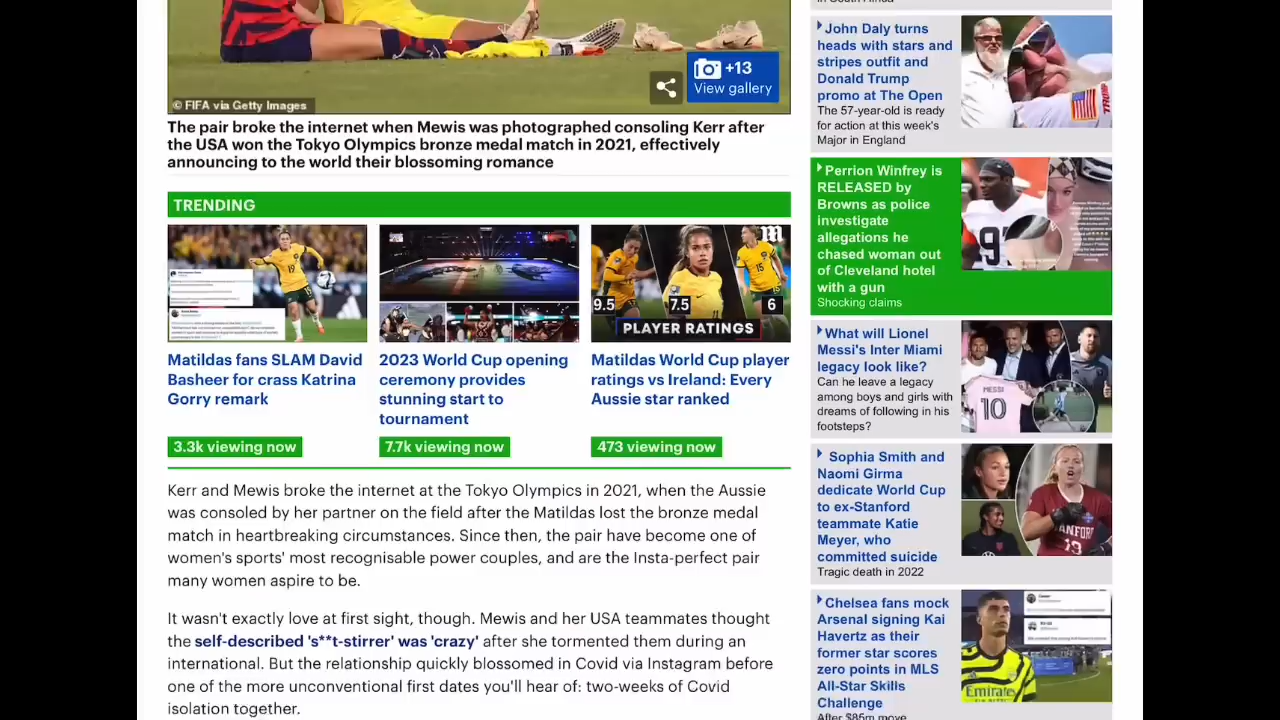 +13
View gallery
© FIFA via Getty Images
The pair broke the internet when Mewis was photographed consoling Kerr after
the USA won the Tokyo Olympics bronze medal match in 2021, effectively
announcing to the world their blossoming romance
TRENDING
19
9.5
7.5
15
6
PLAYER RATINGS
Matildas fans SLAM David
Basheer for crass Katrina
Gorry remark
3.3k viewing now
2023 World Cup opening
ceremony provides
stunning start to
tournament
7.7k viewing now
Matildas World Cup player
ratings vs Ireland: Every
Aussie star ranked
473 viewing now
Kerr and Mewis broke the internet at the Tokyo Olympics in 2021, when the Aussie
was consoled by her partner on the field after the Matildas lost the bronze medal
match in heartbreaking circumstances. Since then, the pair have become one of
women's sports' most recognisable power couples, and are the Insta-perfect pair
many women aspire to be.
It wasn't exactly love at first sight, though. Mewis and her USA teammates thought
the self-described 's**t stirrer' was 'crazy' after she tormented them during an
international. But the relationship quickly blossomed in Covid via Instagram before
one of the more unconventional first dates you'll hear of: two-weeks of Covid
isolation together.
John Daly turns
heads with stars and
stripes outfit and
Donald Trump
promo at The Open
The 57-year-old is ready
for action at this week's
Major in England
TRUMP
Perrion Winfrey is
RELEASED by
Browns as police
investigate
allegations he
chased woman out
of Cleveland hotel
with a gun
Shocking claims
What will Lionel
Messi's Inter Miami
legacy look like?
Can he leave a legacy
among boys and girls with
dreams of following in his
footsteps?
MESSI
10
Sophia Smith and
Naomi Girma
dedicate World Cup
to ex-Stanford
teammate Katie
Meyer, who
committed suicide
Tragic death in 2022
19
Chelsea fans mock
Arsenal signing Kai
Havertz as their
former star scores
zero points in MLS
All-Star Skills
Challenge
After $85m move
Emirates